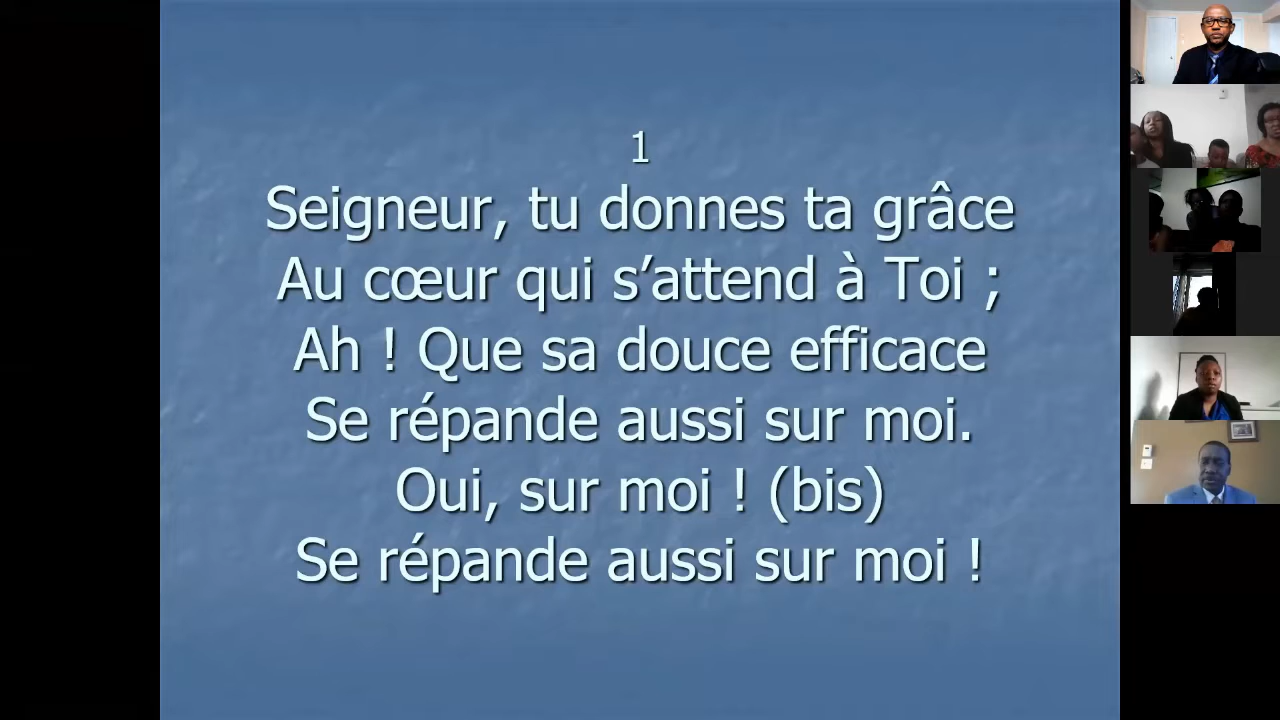 1
Seigneur, tu donnes ta grâce
Au cœur qui s’attend à Toi ;
Ah ! Que sa douce efficace
Se répande aussi sur moi.
Oui, sur moi ! (bis)
Se répande aussi sur moi !